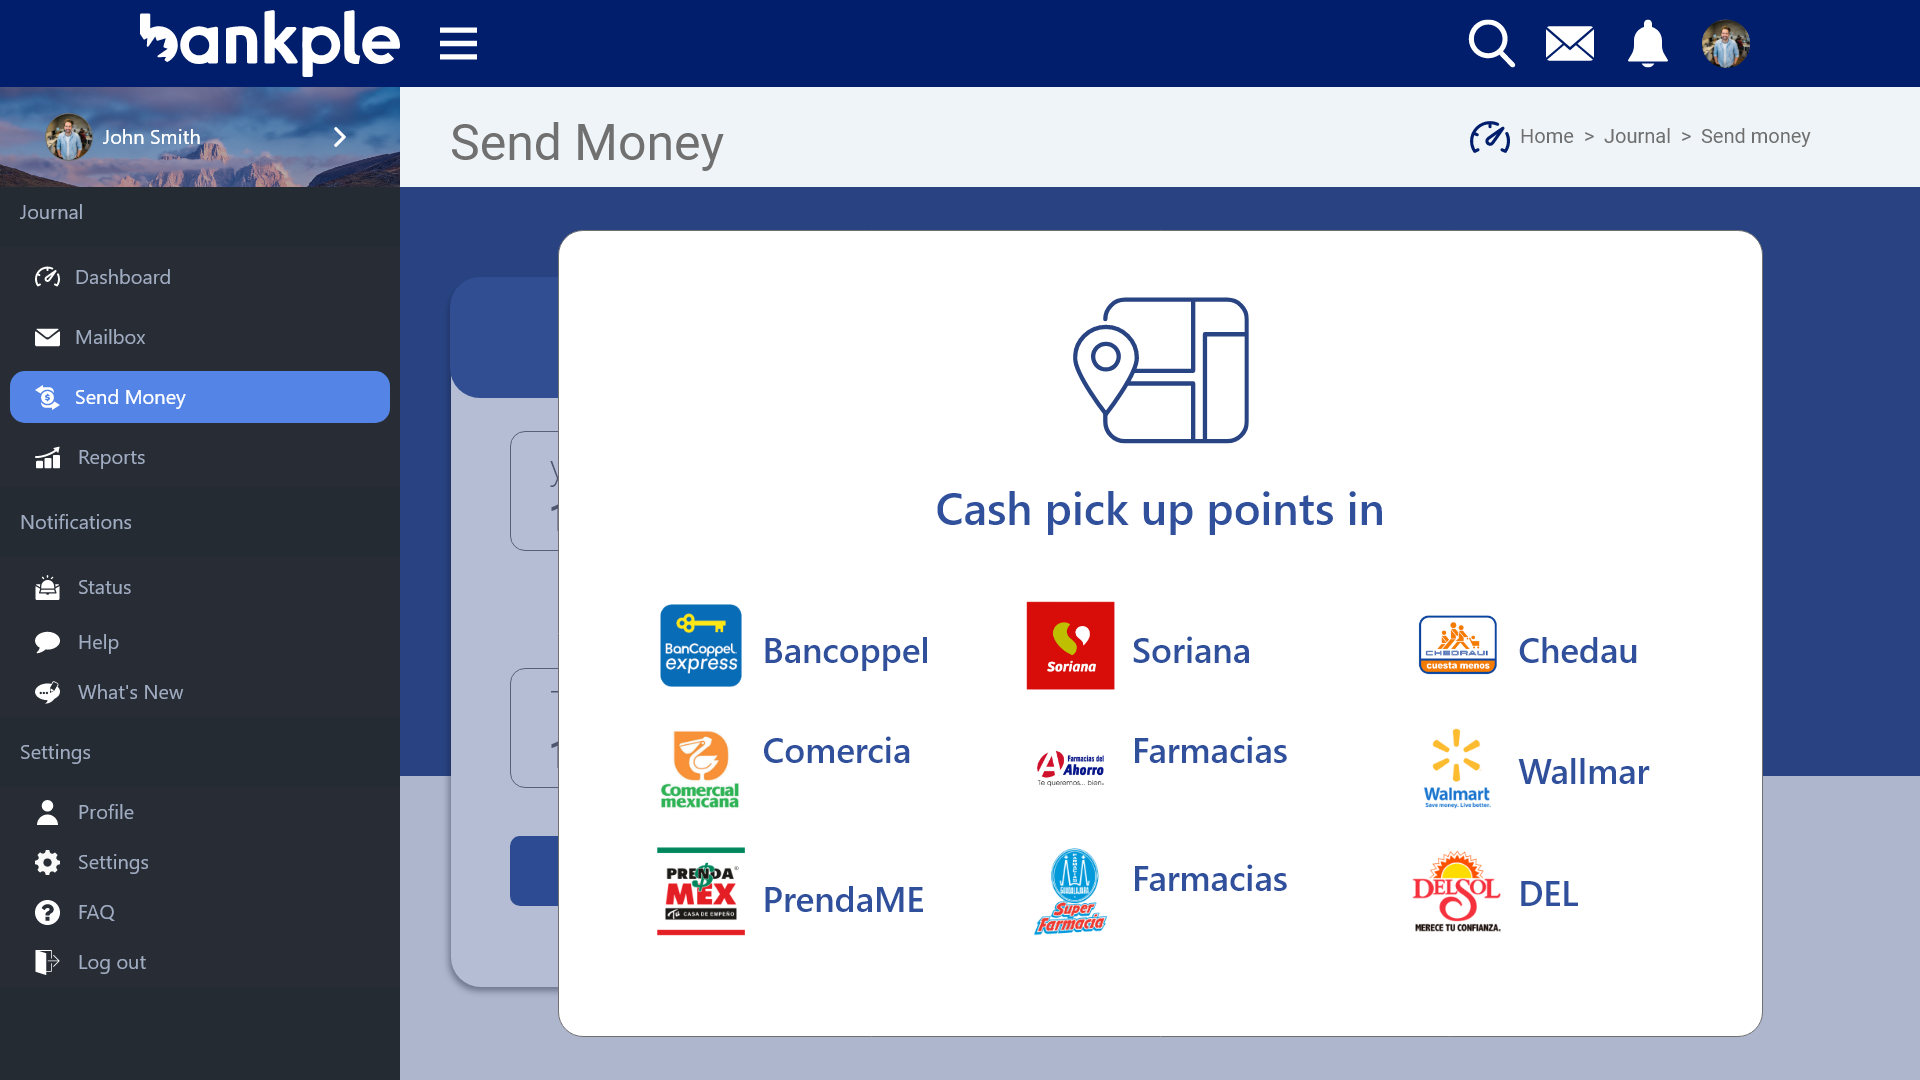 bankple
John Smith
Send Money
Home > Journal > Send money
Journal
Dashboard
Mailbox
Send Money
Reports
Notifications
Status
Help
What's New
Settings
Profile
Settings
FAQ
Log out
Cash pick up points in
BanCoppel
express
Bancoppel
Soriana
Soriana
CHEDRAUI
cuesta menos
Chedau
Comercial
mexicana
Comercia
Farmacias del
Ahorro
Te queremos... bien.
Farmacias
Walmart
Save money. Live better.
Wallmar
PRENDA
MEX
Tu CASA DE EMPEÑO
PrendaME
Super
Farmacia
Farmacias
DELSOL
MERECE TU CONFIANZA.
DEL